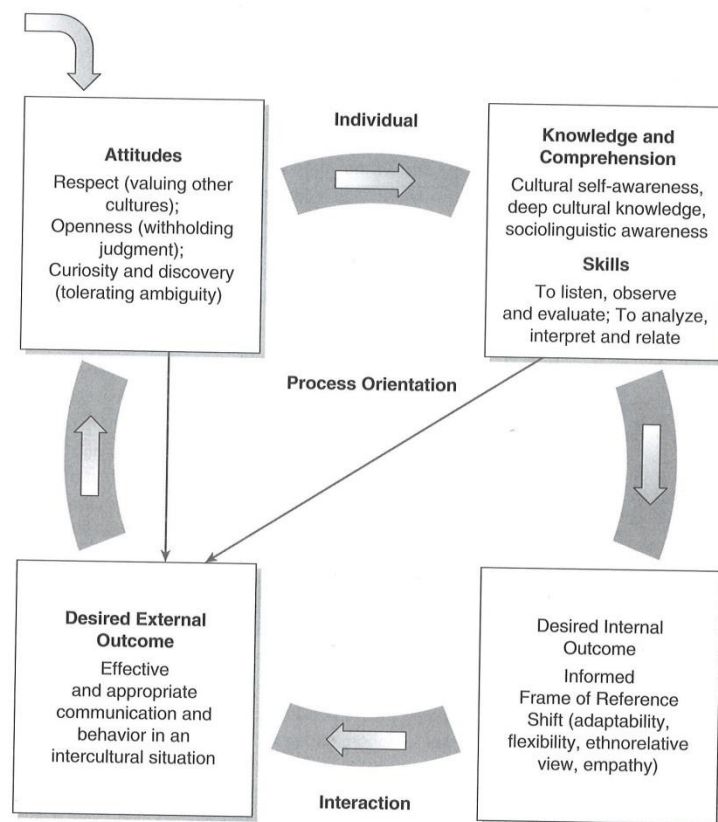 Individual
Attitudes
Respect (valuing other
cultures);
Openness (withholding
judgment);
Curiosity and discovery
(tolerating ambiguity)
Knowledge and
Comprehension
Cultural self-awareness,
deep cultural knowledge,
sociolinguistic awareness
Skills
To listen, observe
and evaluate; To analyze,
interpret and relate
Process Orientation
Desired External
Outcome
Effective
and appropriate
communication and
behavior in an
intercultural situation
Desired Internal
Outcome
Informed
Frame of Reference
Shift (adaptability,
flexibility, ethnorelative
view, empathy)
Interaction